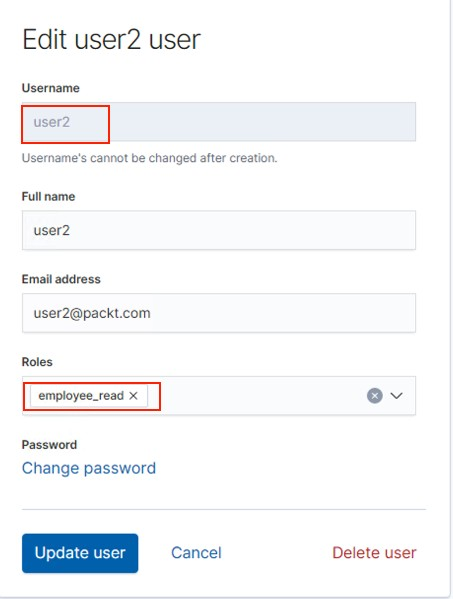 Edit user2 user
Username
user2
Username's cannot be changed after creation.
Full name
user2
Email address
user2@packt.com
Roles
employee_read ×
Password
Change password
Update user Cancel Delete user